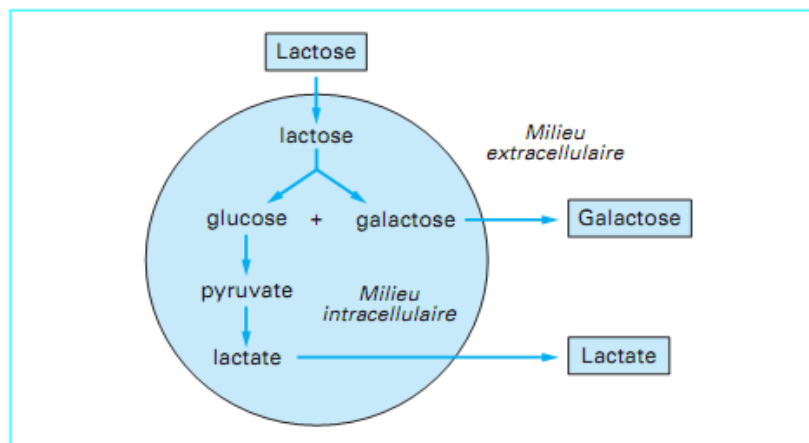 Lactose
lactose
Milieu
extracellulaire
glucose + galactose
Galactose
pyruvate
Milieu
intracellulaire
lactate
Lactate